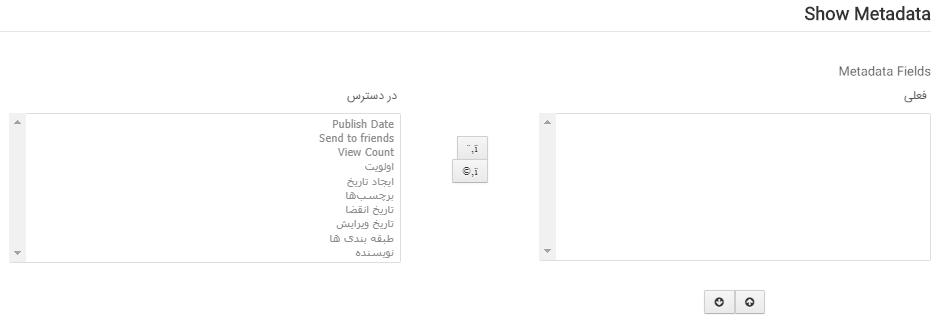 Show Metadata
Metadata Fields
فعلی
در دسترس
Publish Date
Send to friends
View Count
اولویت
ایجاد تاریخ
برچسب‌ها
تاریخ انقضا
تاریخ ویرایش
طبقه بندی ها
نویسنده
¨‚ï
©‚ï